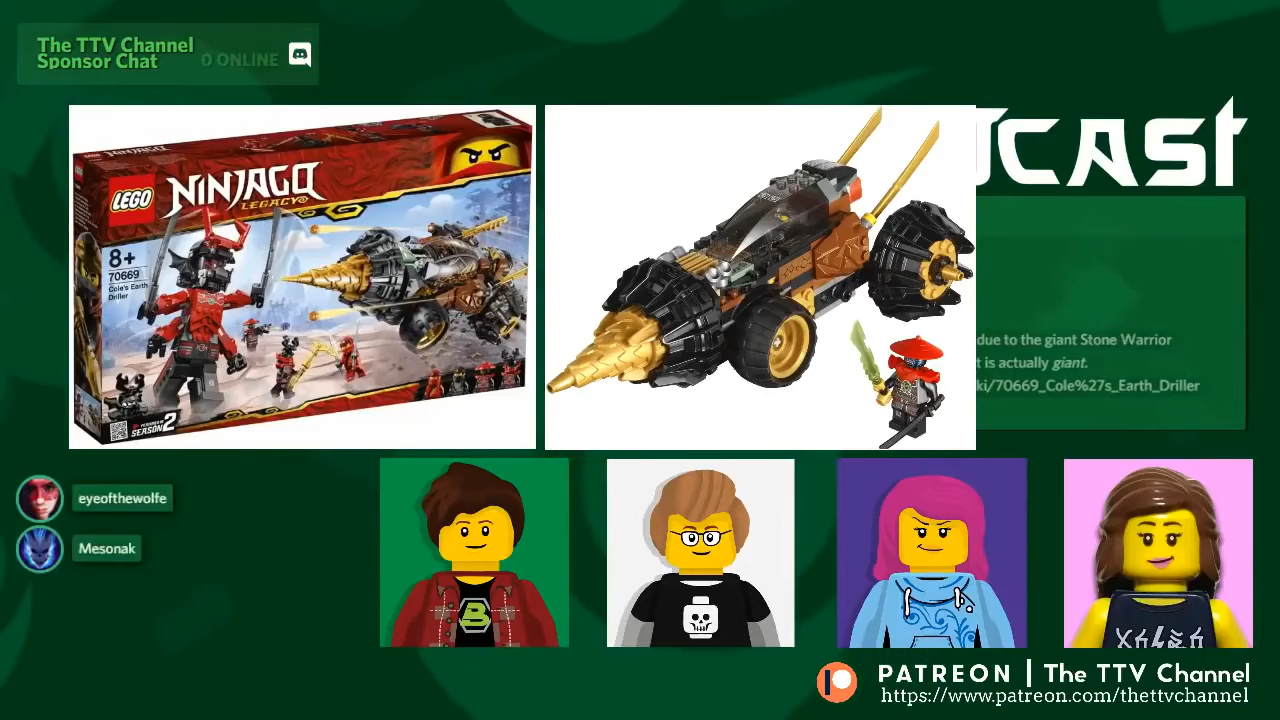 The TTV Channel
Sponsor Chat
0 ONLINE
LEGO
NINJAGO
LEGACY
8+
70669
Cole's Earth
Driller
SEASON 2
CAST
due to the giant Stone Warrior
t is actually giant.
ki/70669_Cole%27s_Earth_Driller
eyeofthewolfe
Mesonak
B
PATREON | The TTV Channel
https://www.patreon.com/thettvchannel